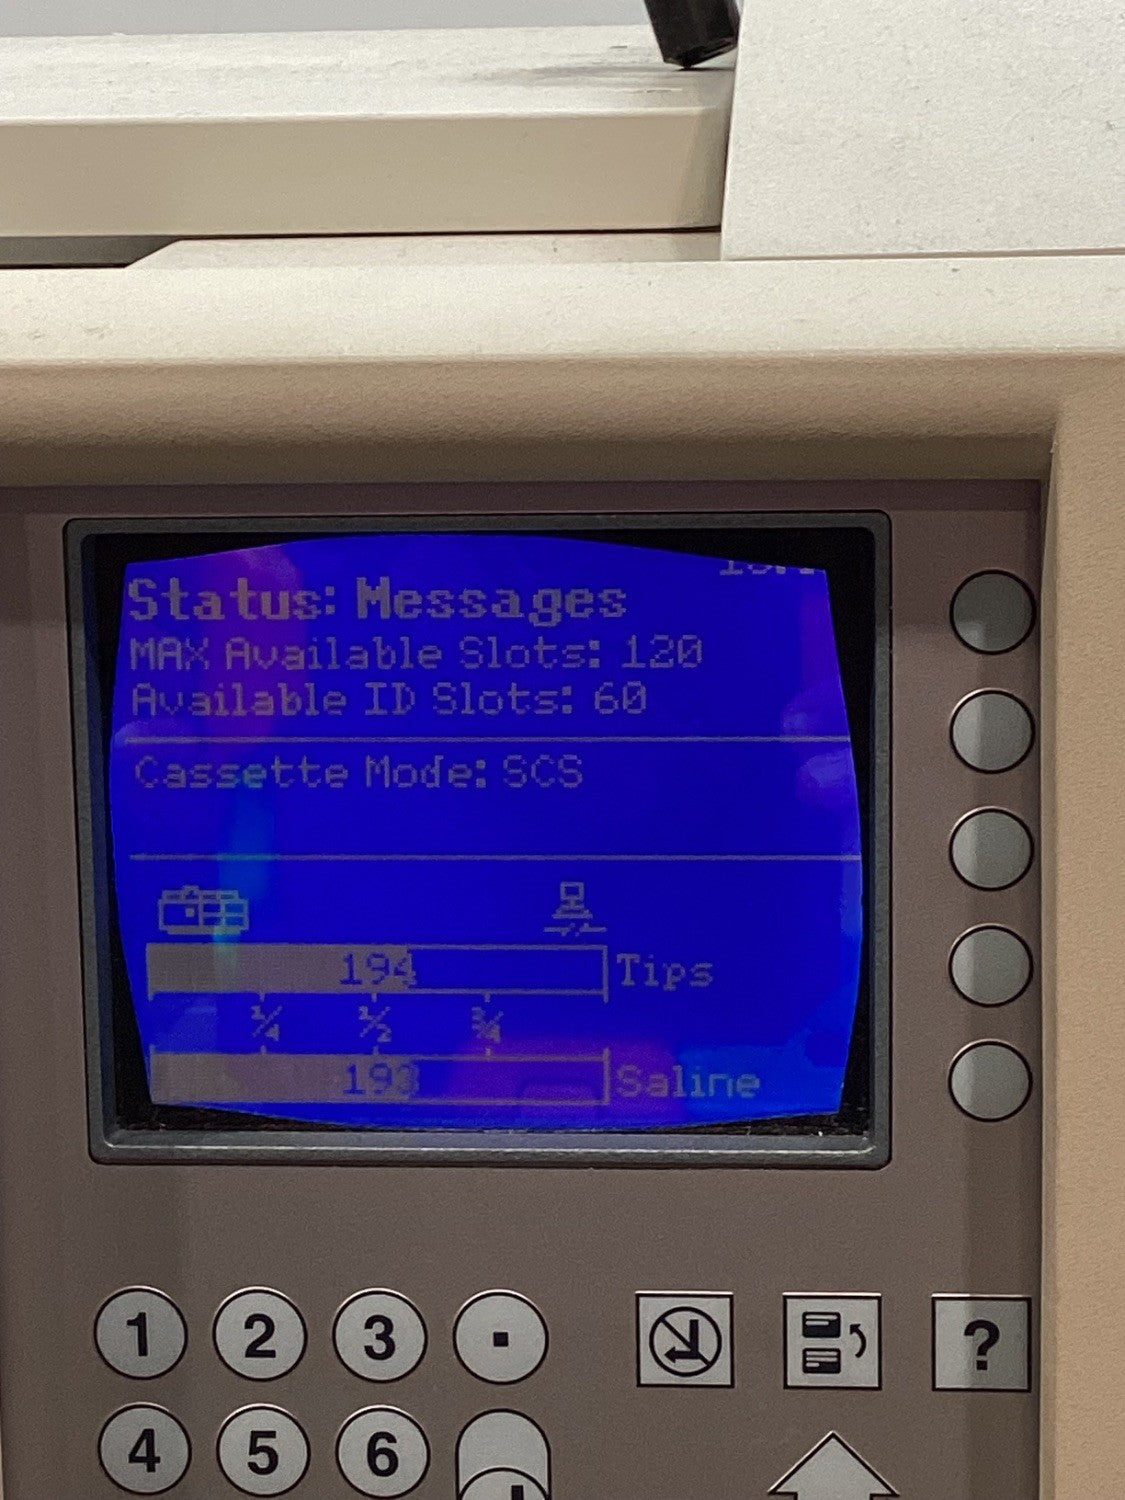 Status: Messages
MAX Available Slots: 120
Available ID Slots: 60
Cassette Mode: SCS
194 Tips
1/4 1/2 3/4
193 Saline
1 2 3 .
?
4 5 6